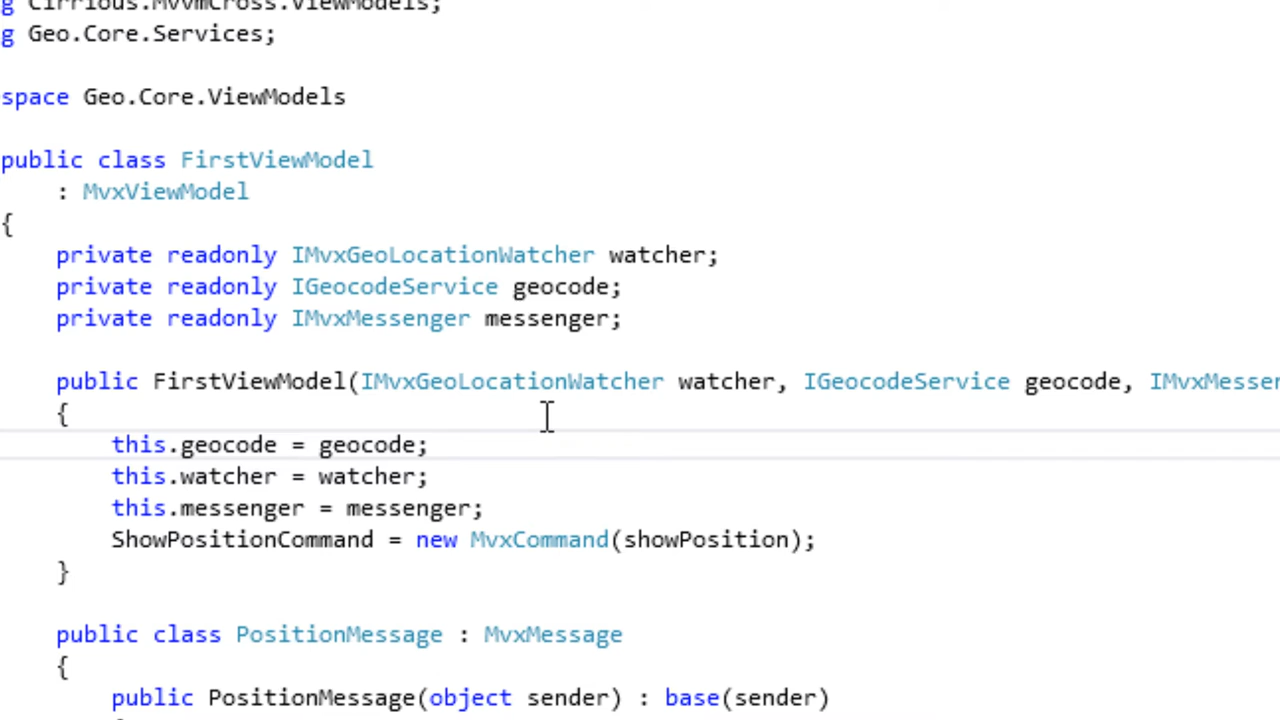 g Cirrious.MvvmCross.ViewModels;
g Geo.Core.Services;
space Geo.Core.ViewModels
public class FirstViewModel
: MvxViewModel
{
private readonly IMvxGeoLocationWatcher watcher;
private readonly IGeocodeService geocode;
private readonly IMvxMessenger messenger;
public FirstViewModel(IMvxGeoLocationWatcher watcher, IGeocodeService geocode, IMvxMessen
{
this.geocode = geocode;
this.watcher = watcher;
this.messenger = messenger;
ShowPositionCommand = new MvxCommand(showPosition);
}
public class PositionMessage : MvxMessage
{
public PositionMessage(object sender) : base(sender)
{